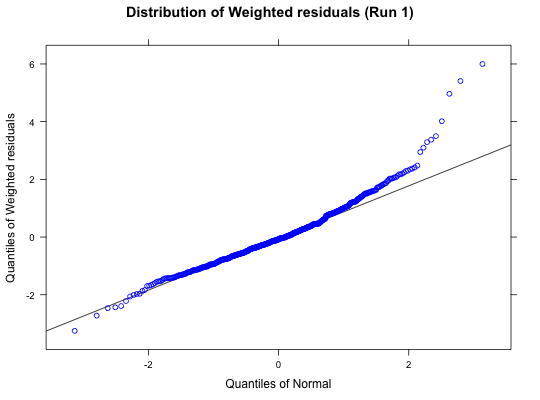 Distribution of Weighted residuals (Run 1)
Quantiles of Weighted residuals
6
4
2
0
-2
-2
0
2
Quantiles of Normal